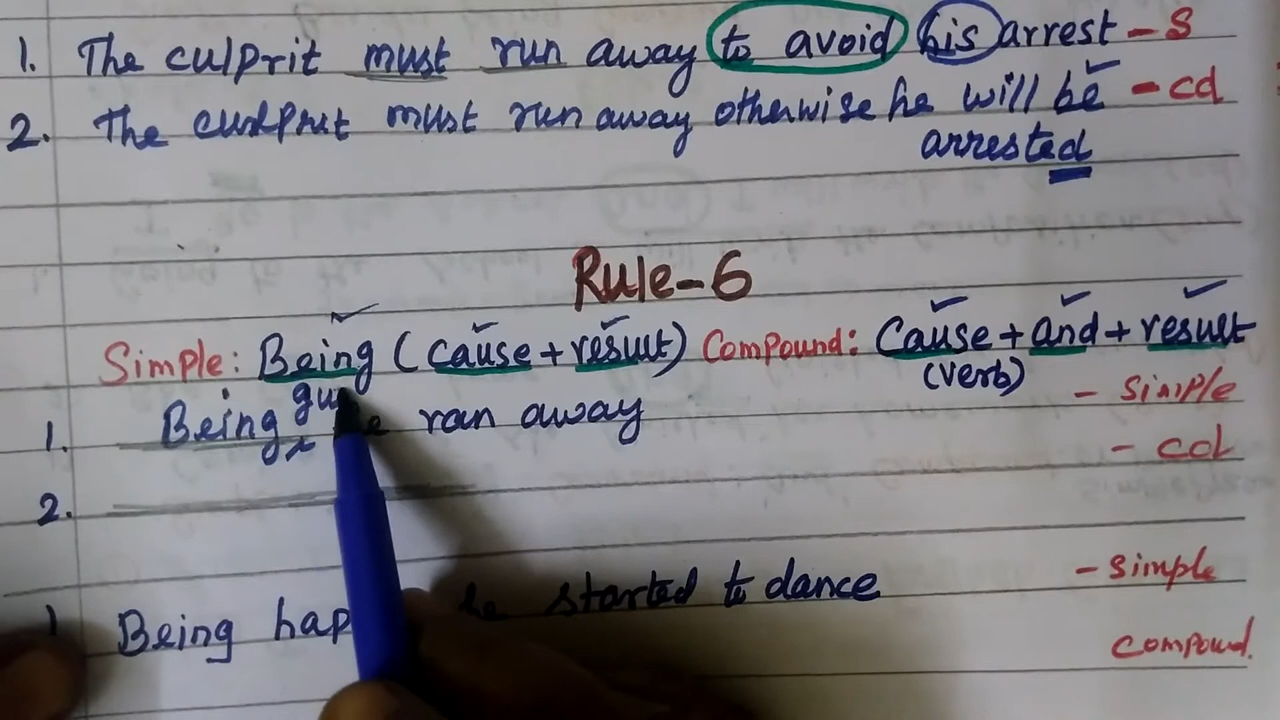 1. The culprit must run away to avoid his arrest - S
2. The culprit must run away otherwise he will be - cd
arrested
Rule-6
Simple: Being (cause + result) Compound: Cause + and + result
(verb)
- simple
1. Being ran away
- cd
2.
1 Being started to dance - simple
compound.